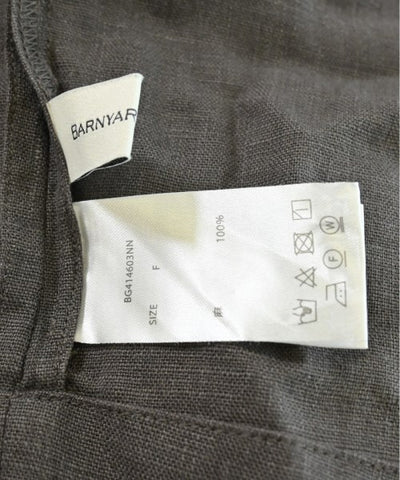 BARNYAR
BG414603NN
SIZE F
麻 100%
F
W